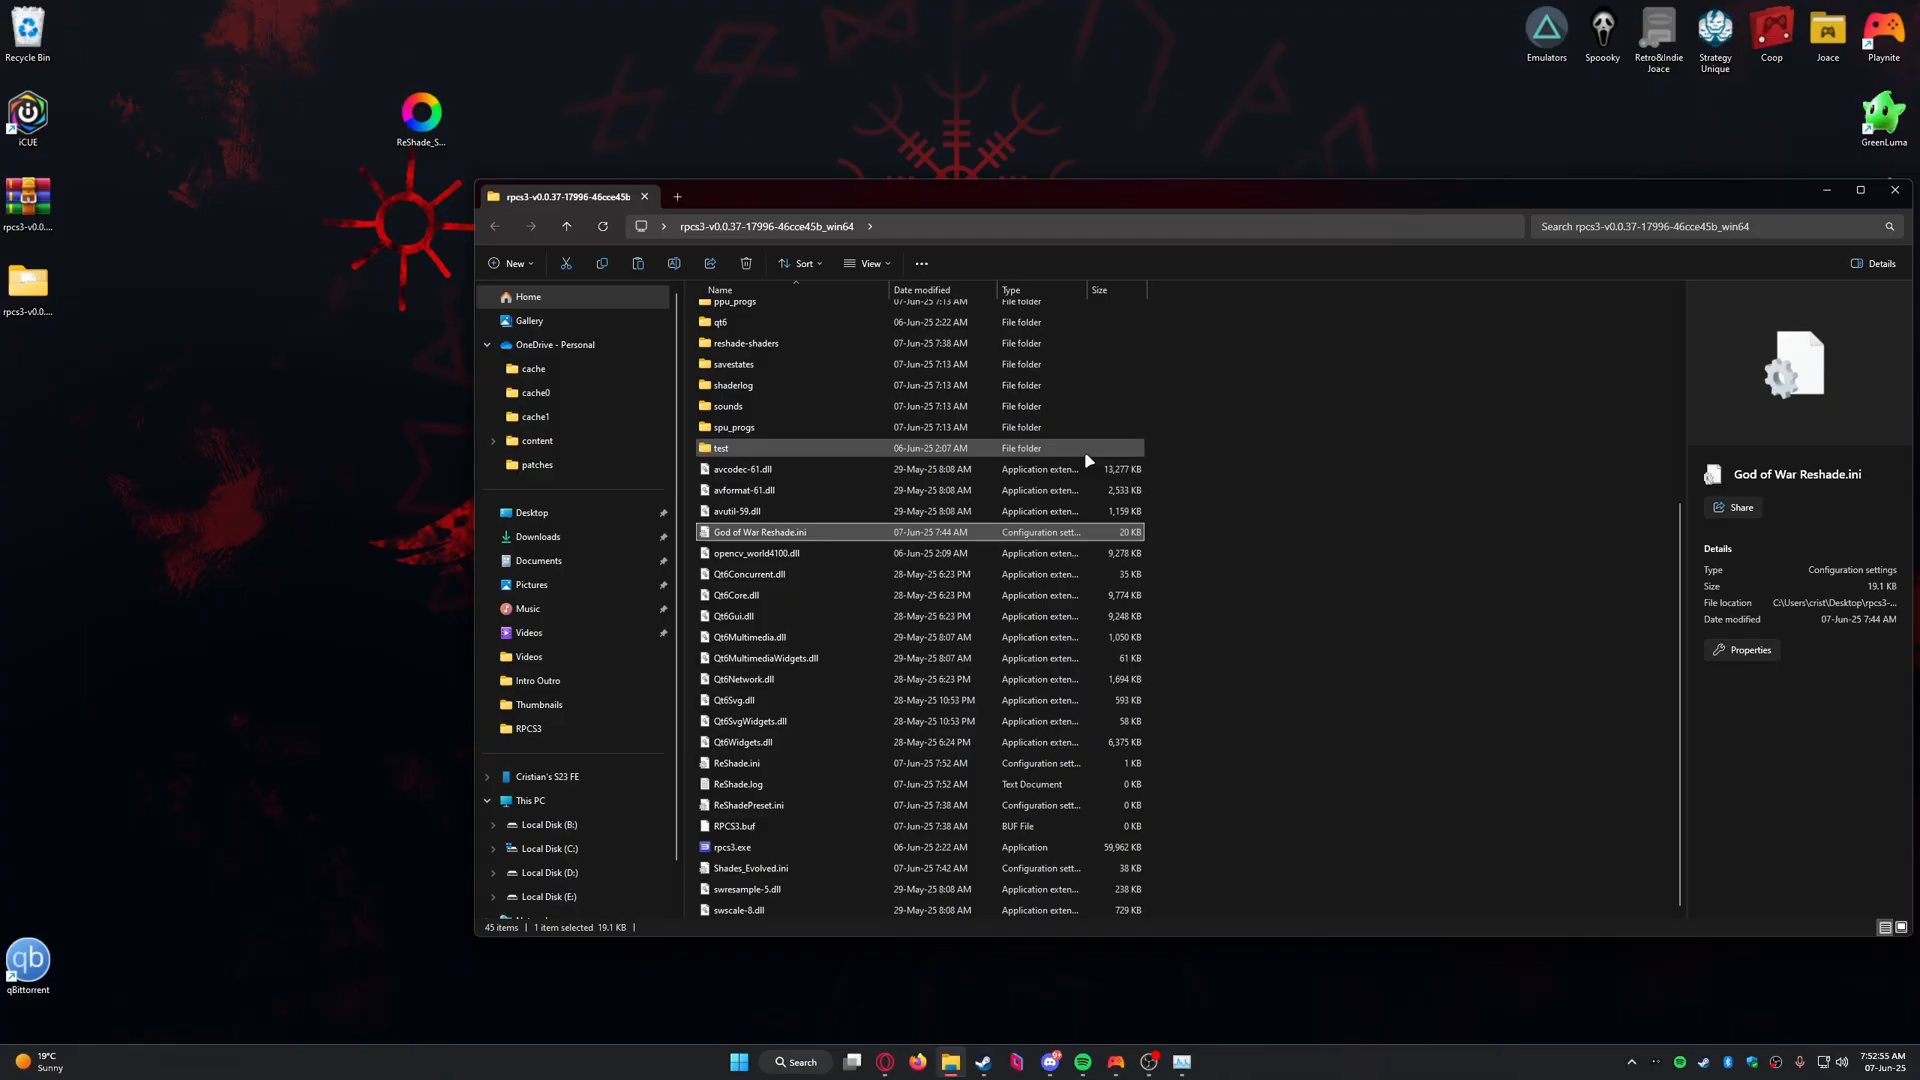 Recycle Bin
iCUE
rpcs3-v0.0....
rpcs3-v0.0....
qBittorrent
ReShade_S...
Emulators
Spoooky
Retro&Indie
Joace
Strategy
Unique
Coop
Joace
Playnite
GreenLuma
rpcs3-v0.0.37-17996-46cce45b
rpcs3-v0.0.37-17996-46cce45b_win64
Search rpcs3-v0.0.37-17996-46cce45b_win64
New
Sort
View
Details
Home
Gallery
OneDrive - Personal
cache
cache0
cache1
content
patches
Desktop
Downloads
Documents
Pictures
Music
Videos
Videos
Intro Outro
Thumbnails
RPCS3
Cristian's S23 FE
This PC
Local Disk (B:)
Local Disk (C:)
Local Disk (D:)
Local Disk (E:)
Name Date modified Type Size
ppu_progs 07-Jun-25 7:13 AM File folder
qt6 06-Jun-25 2:22 AM File folder
reshade-shaders 07-Jun-25 7:38 AM File folder
savestates 07-Jun-25 7:13 AM File folder
shaderlog 07-Jun-25 7:13 AM File folder
sounds 07-Jun-25 7:13 AM File folder
spu_progs 07-Jun-25 7:13 AM File folder
test 06-Jun-25 2:07 AM File folder
avcodec-61.dll 29-May-25 8:08 AM Application exten... 13,277 KB
avformat-61.dll 29-May-25 8:08 AM Application exten... 2,533 KB
avutil-59.dll 29-May-25 8:08 AM Application exten... 1,159 KB
God of War Reshade.ini 07-Jun-25 7:44 AM Configuration sett... 20 KB
opencv_world4100.dll 06-Jun-25 2:09 AM Application exten... 9,278 KB
Qt6Concurrent.dll 28-May-25 6:23 PM Application exten... 35 KB
Qt6Core.dll 28-May-25 6:23 PM Application exten... 9,774 KB
Qt6Gui.dll 28-May-25 6:23 PM Application exten... 9,248 KB
Qt6Multimedia.dll 29-May-25 8:07 AM Application exten... 1,050 KB
Qt6MultimediaWidgets.dll 29-May-25 8:07 AM Application exten... 61 KB
Qt6Network.dll 28-May-25 6:23 PM Application exten... 1,694 KB
Qt6Svg.dll 28-May-25 10:53 PM Application exten... 593 KB
Qt6SvgWidgets.dll 28-May-25 10:53 PM Application exten... 58 KB
Qt6Widgets.dll 28-May-25 6:24 PM Application exten... 6,375 KB
ReShade.ini 07-Jun-25 7:52 AM Configuration sett... 1 KB
ReShade.log 07-Jun-25 7:52 AM Text Document 0 KB
ReShadePreset.ini 07-Jun-25 7:38 AM Configuration sett... 0 KB
RPCS3.buf 07-Jun-25 7:38 AM BUF File 0 KB
rpcs3.exe 06-Jun-25 2:22 AM Application 59,962 KB
Shades_Evolved.ini 07-Jun-25 7:42 AM Configuration sett... 38 KB
swresample-5.dll 29-May-25 8:08 AM Application exten... 238 KB
swscale-8.dll 29-May-25 8:08 AM Application exten... 729 KB
God of War Reshade.ini
Share
Details
Type Configuration settings
Size 19.1 KB
File location C:\Users\crist\Desktop\rpcs3-...
Date modified 07-Jun-25 7:44 AM
Properties
45 items 1 item selected 19.1 KB
19°C
Sunny
Search
7:52:55 AM
07-Jun-25